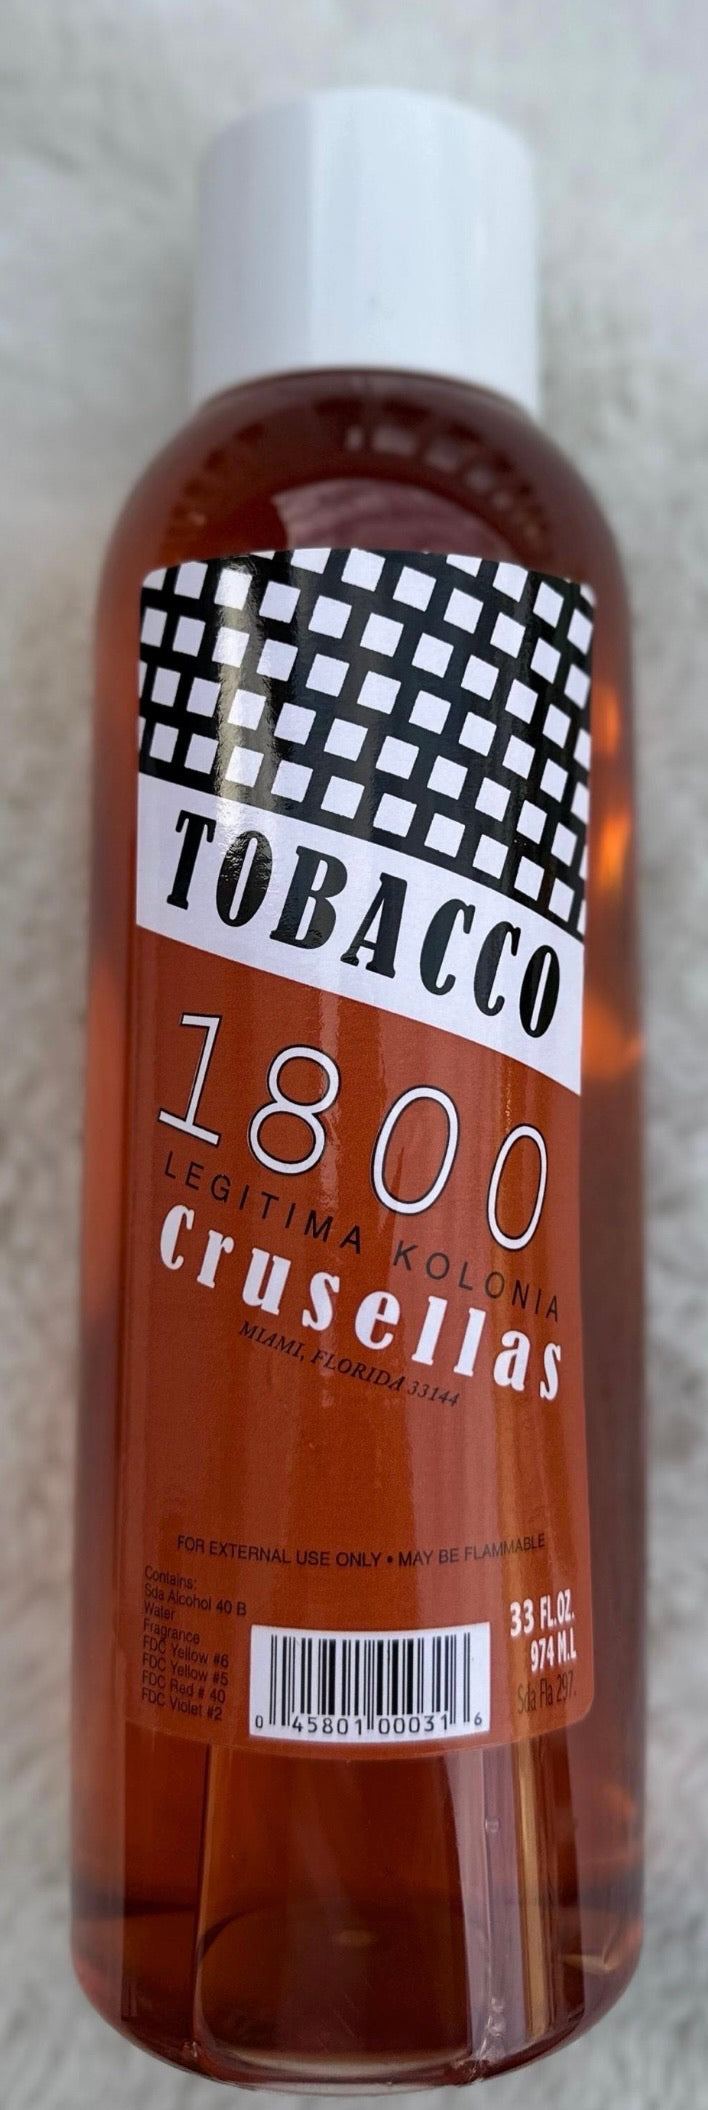 TOBACCO
1800
LEGITIMA KOLONIA
Crusellas
MIAMI, FLORIDA 33144
FOR EXTERNAL USE ONLY • MAY BE FLAMMABLE
Contains:
Sda Alcohol 40 B
Water
Fragrance
FDC Yellow #6
FDC Yellow #5
FDC Red # 40
FDC Violet #2
0 45801 00031 6
33 FL.OZ.
974 M.L
Sda Fla 297.